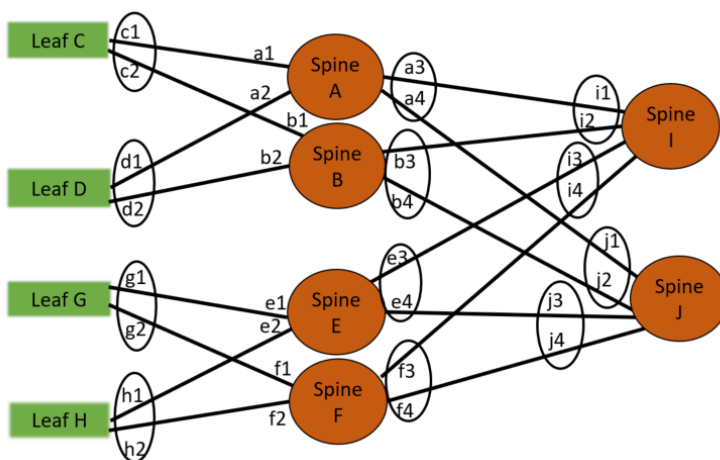 Leaf C
c1
c2
a1
a2
Spine
A
a3
a4
i1
i2
Spine
I
b1
b2
Spine
B
b3
b4
i3
i4
Leaf D
d1
d2
Leaf G
g1
g2
e1
e2
Spine
E
e3
e4
j1
j2
Spine
J
j3
j4
f1
f2
Spine
F
f3
f4
Leaf H
h1
h2